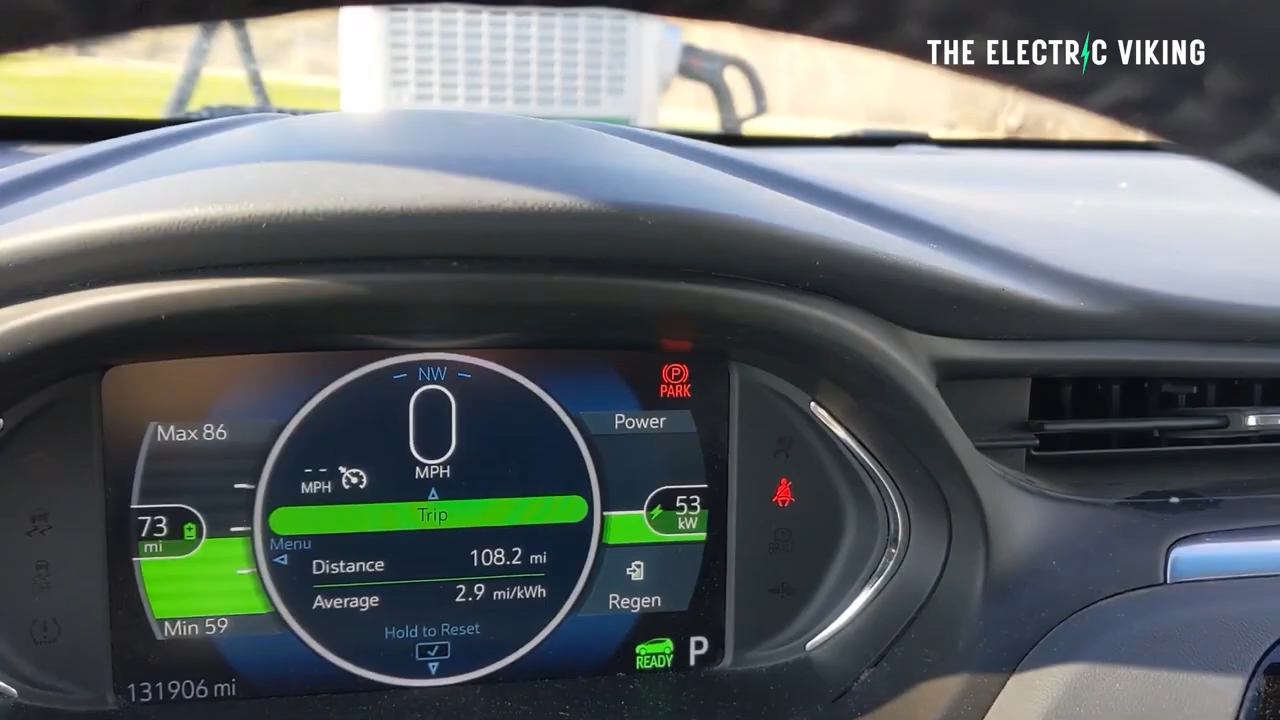 THE ELECTRIC VIKING
NW
PARK
Max 86
0
Power
MPH
-- MPH
Trip
73
mi
53
kW
Menu
Distance 108.2 mi
Average 2.9 mi/kWh
Regen
Min 59
Hold to Reset
READY P
131906 mi